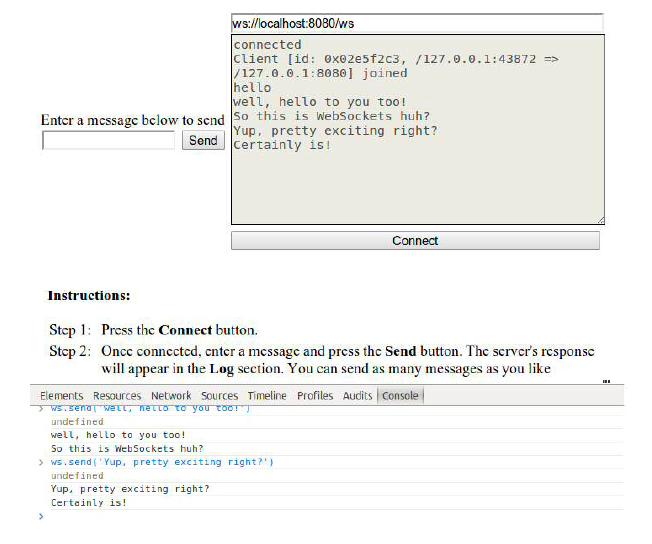 ws://localhost:8080/ws
connected
Client [id: 0x02e5f2c3, /127.0.0.1:43872 =>
/127.0.0.1:8080] joined
hello
well, hello to you too!
So this is WebSockets huh?
Yup, pretty exciting right?
Certainly is!
Enter a message below to send
Send
Connect
Instructions:
Step 1: Press the Connect button.
Step 2: Once connected, enter a message and press the Send button. The server's response
will appear in the Log section. You can send as many messages as you like
Elements Resources Network Sources Timeline Profiles Audits Console
> ws.send('well, hello to you too!')
undefined
well, hello to you too!
So this is WebSockets huh?
> ws.send('Yup, pretty exciting right?')
undefined
Yup, pretty exciting right?
Certainly is!
>